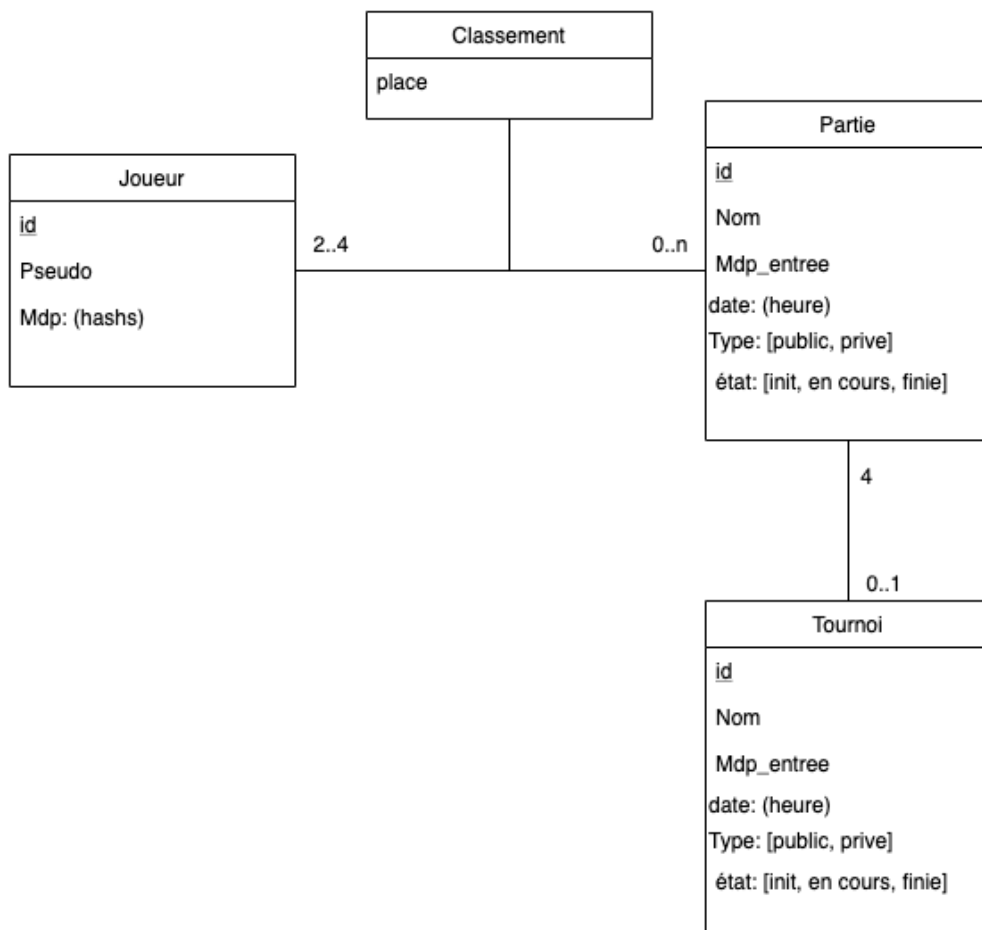 Classement
place
Joueur
id
Pseudo
Mdp: (hashs)
2..4
0..n
Partie
id
Nom
Mdp_entree
date: (heure)
Type: [public, prive]
état: [init, en cours, finie]
4
0..1
Tournoi
id
Nom
Mdp_entree
date: (heure)
Type: [public, prive]
état: [init, en cours, finie]